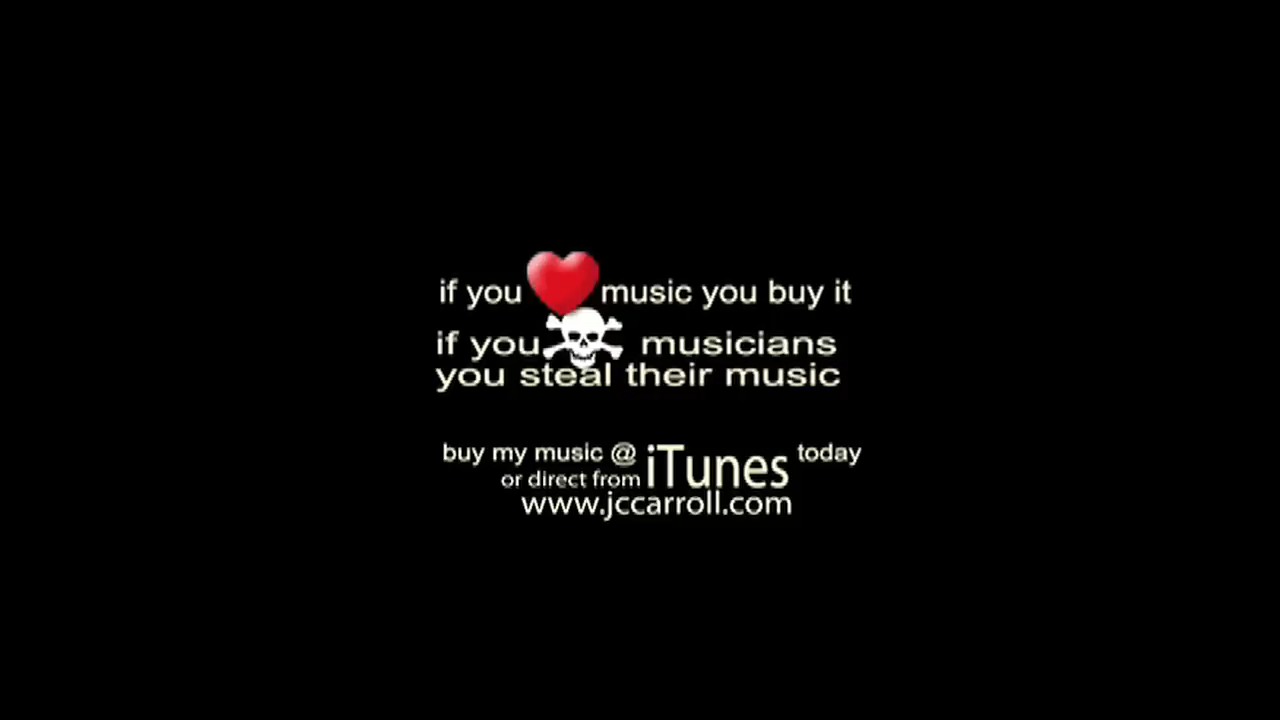 if you music you buy it
if you musicians
you steal their music
buy my music @ iTunes today
or direct from
www.jccarroll.com